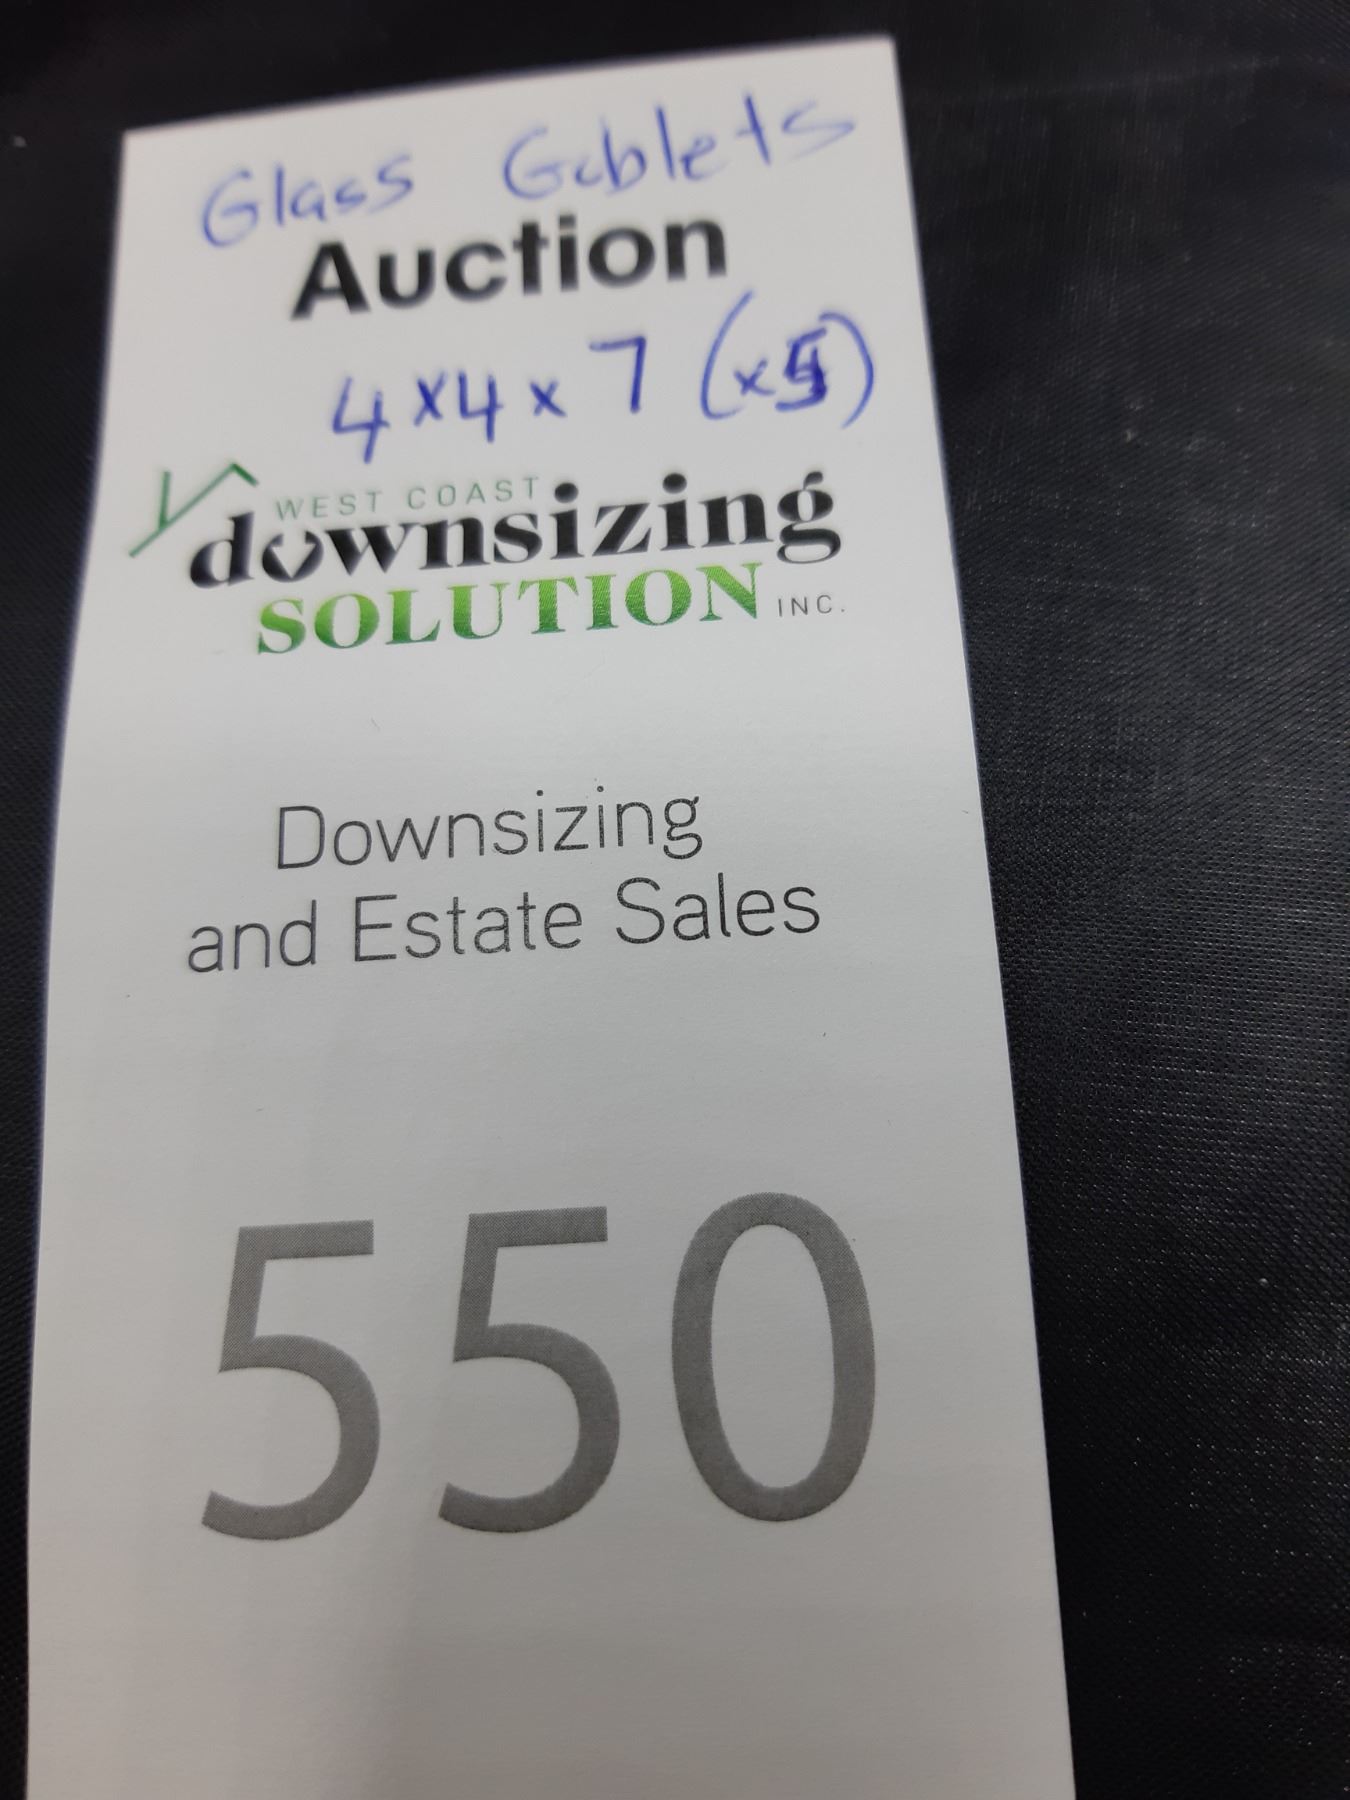 Glass Goblets
Auction
4x4x7 (x5)
WEST COAST
downsizing
SOLUTION INC.
Downsizing
and Estate Sales
550